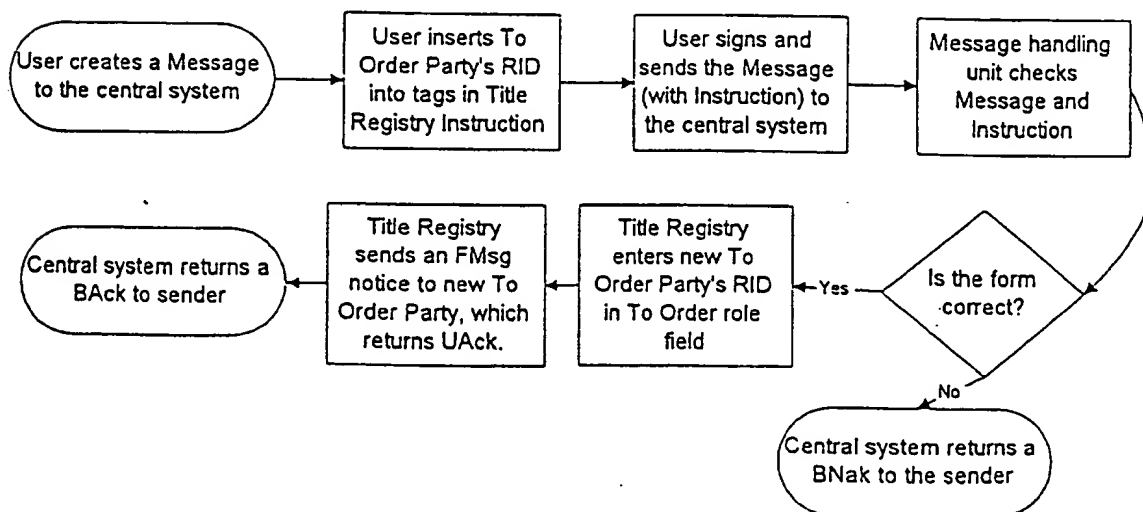 User creates a Message
to the central system
User inserts To
Order Party's RID
into tags in Title
Registry Instruction
User signs and
sends the Message
(with Instruction) to
the central system
Message handling
unit checks
Message and
Instruction
Is the form
correct?
Yes
Title Registry
enters new To
Order Party's RID
in To Order role
field
Title Registry
sends an FMsg
notice to new To
Order Party, which
returns UAck.
Central system returns a
BAck to sender
No
Central system returns a
BNak to the sender